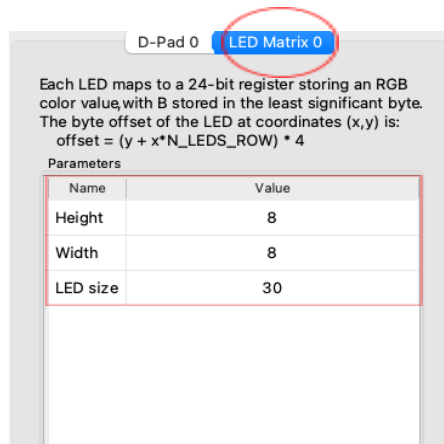 D-Pad 0 LED Matrix 0
Each LED maps to a 24-bit register storing an RGB
color value,with B stored in the least significant byte.
The byte offset of the LED at coordinates (x,y) is:
offset = (y + x*N_LEDS_ROW) * 4
Parameters
Name Value
Height 8
Width 8
LED size 30